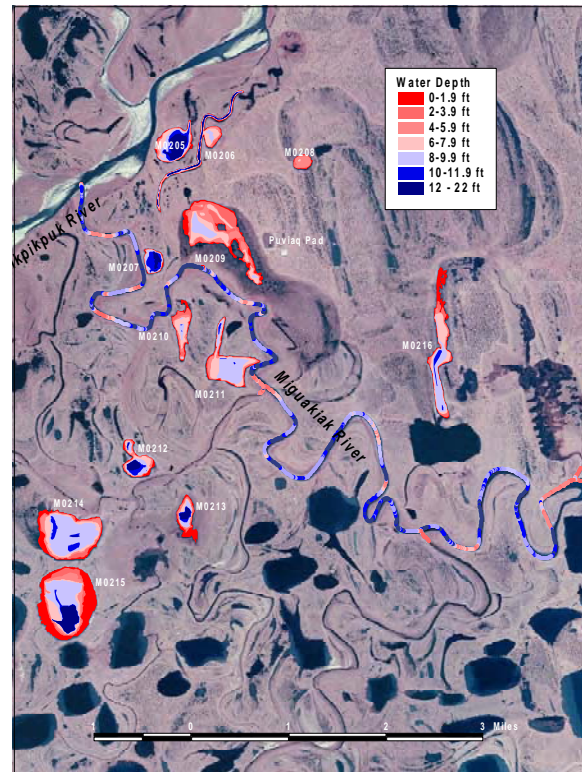 Water Depth
0-1.9 ft
2-3.9 ft
4-5.9 ft
6-7.9 ft
8-9.9 ft
10-11.9 ft
12 - 22 ft
M0205
M0206
M0208
kpikpuk River
M0207
M0209
Puviaq Pad
M0210
M0216
M0211
Miguakiak River
M0212
M0213
M0214
M0215
1 0 1 2 3 Miles